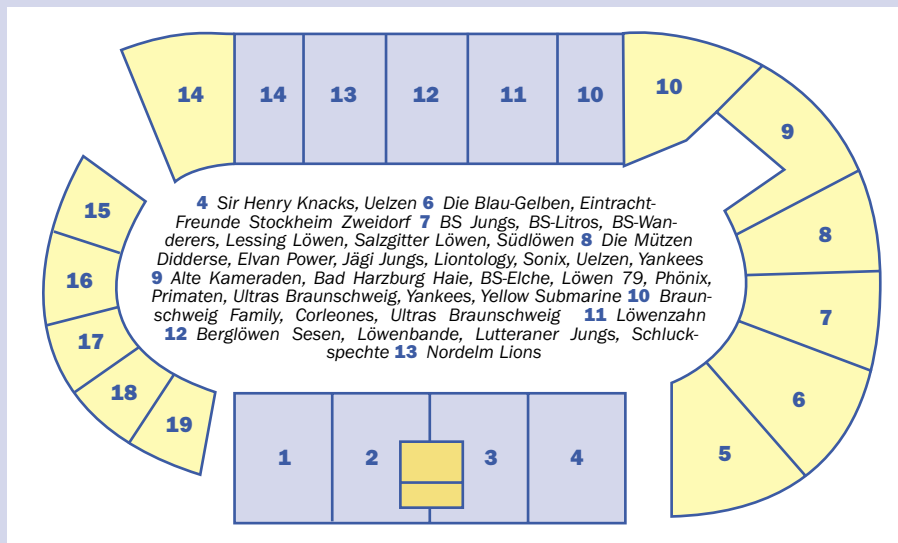 14
14
13
12
11
10
10
9
15
8
16
7
17
18
6
19
5
1
2
3
4
4 Sir Henry Knacks, Uelzen 6 Die Blau-Gelben, Eintracht-
Freunde Stockheim Zweidorf 7 BS Jungs, BS-Litros, BS-Wan-
derers, Lessing Löwen, Salzgitter Löwen, Südlöwen 8 Die Mützen
Didderse, Elvan Power, Jägi Jungs, Liontology, Sonix, Uelzen, Yankees
9 Alte Kameraden, Bad Harzburg Haie, BS-Elche, Löwen 79, Phönix,
Primaten, Ultras Braunschweig, Yankees, Yellow Submarine 10 Braun-
schweig Family, Corleones, Ultras Braunschweig 11 Löwenzahn
12 Berglöwen Sesen, Löwenbande, Lutteraner Jungs, Schluck-
spechte 13 Nordelm Lions